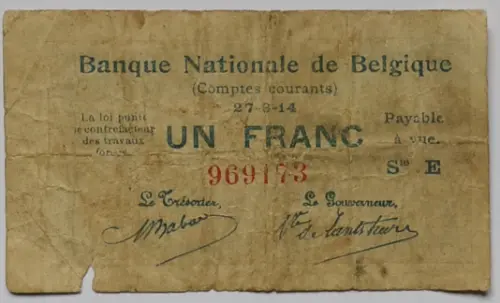 Banque Nationale de Belgique
(Comptes courants)
27-8-14
La loi punit
le contrefacteur
des travaux
forcés.
UN FRANC
Payable
à vue.
969173
Sie E
Le Trésorier,
Le Gouverneur,